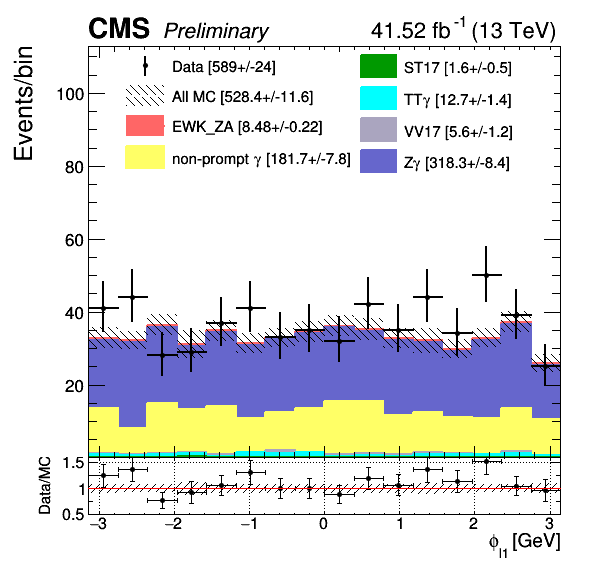 CMS Preliminary 41.52 fb⁻¹ (13 TeV)
Events/bin
Data [589+/-24]
All MC [528.4+/-11.6]
EWK_ZA [8.48+/-0.22]
non-prompt γ [181.7+/-7.8]
ST17 [1.6+/-0.5]
TTγ [12.7+/-1.4]
VV17 [5.6+/-1.2]
Zγ [318.3+/-8.4]
100
80
60
40
20
Data/MC
1.5
1
0.5
−3 −2 −1 0 1 2 3
ϕ_l1 [GeV]